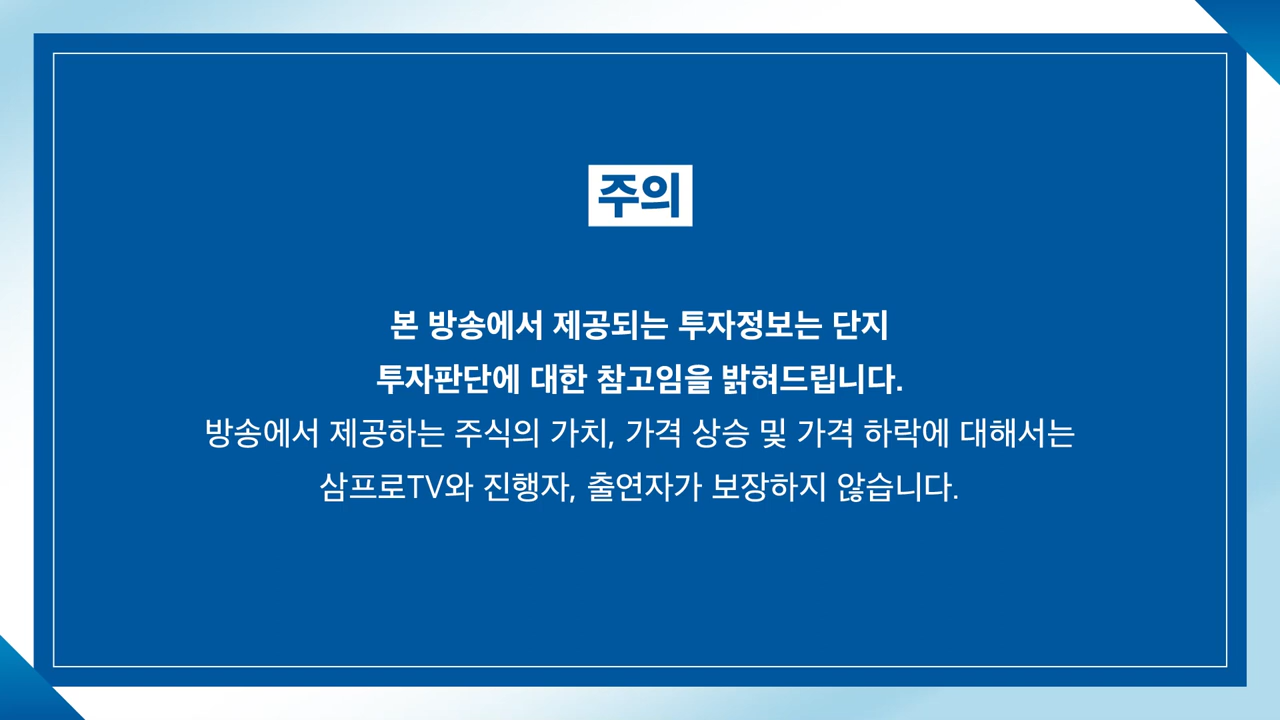 주의
본 방송에서 제공되는 투자정보는 단지
투자판단에 대한 참고임을 밝혀드립니다.
방송에서 제공하는 주식의 가치, 가격 상승 및 가격 하락에 대해서는
삼프로TV와 진행자, 출연자가 보장하지 않습니다.